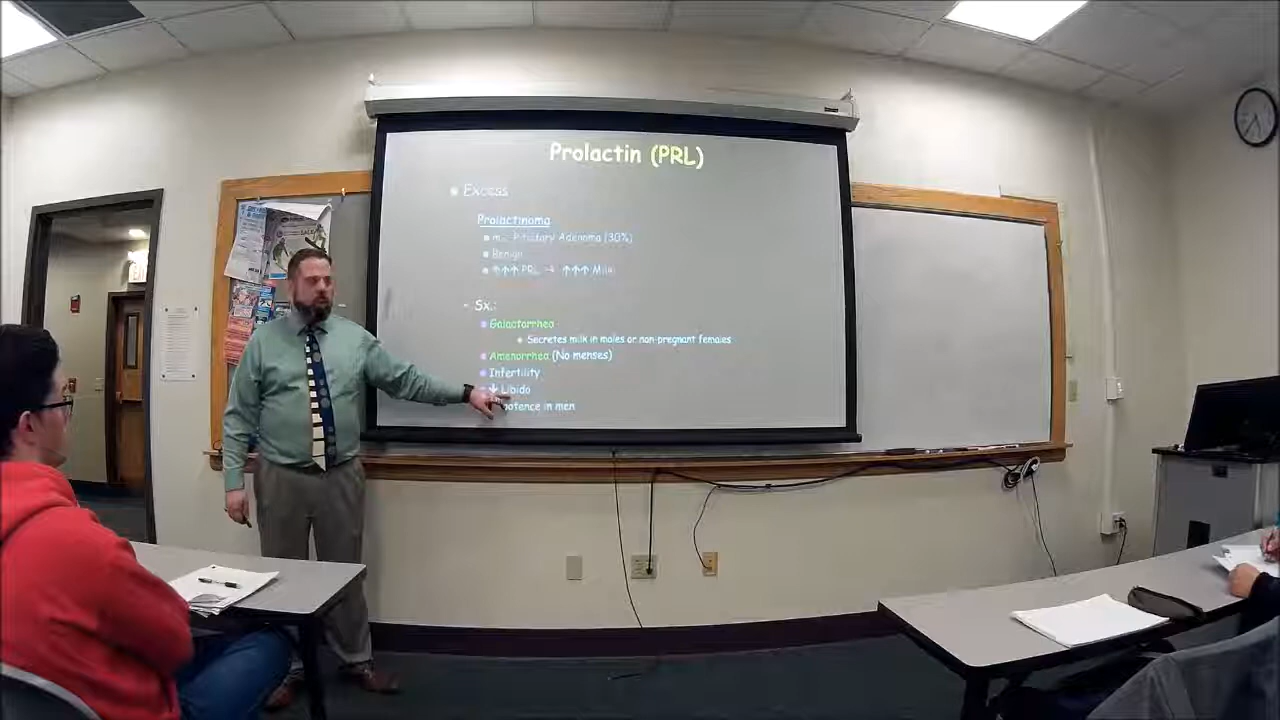 Prolactin (PRL)
Excess
Prolactinoma
Pituitary Adenoma (30%)
Benign
↑↑↑ PRL → ↑↑↑ Milk
Sx.:
Galactorrhea
Secretes milk in males or non-pregnant females
Amenorrhea (No menses)
Infertility
↓ Libido
in men